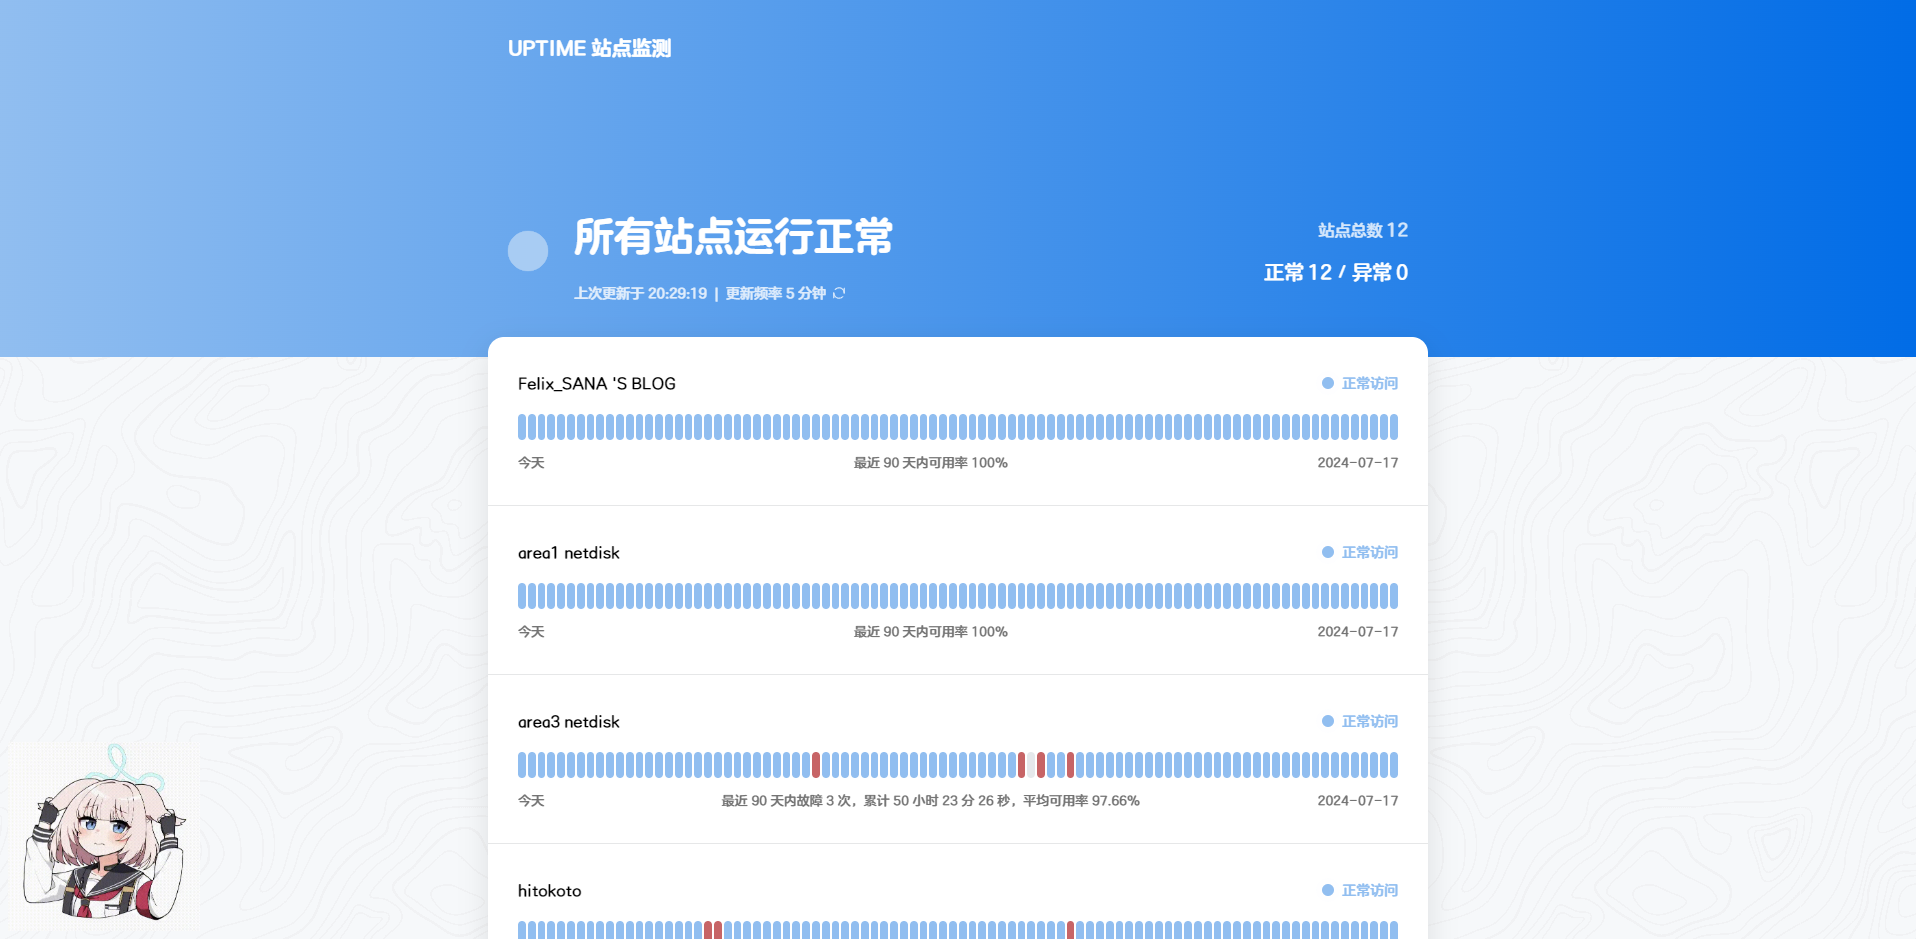 UPTIME 站点监测
所有站点运行正常
上次更新于 20:29:19 | 更新频率 5 分钟
站点总数 12
正常 12 / 异常 0
Felix_SANA 'S BLOG
正常访问
今天
最近 90 天内可用率 100%
2024-07-17
area1 netdisk
正常访问
今天
最近 90 天内可用率 100%
2024-07-17
area3 netdisk
正常访问
今天
最近 90 天内故障 3 次，累计 50 小时 23 分 26 秒，平均可用率 97.66%
2024-07-17
hitokoto
正常访问